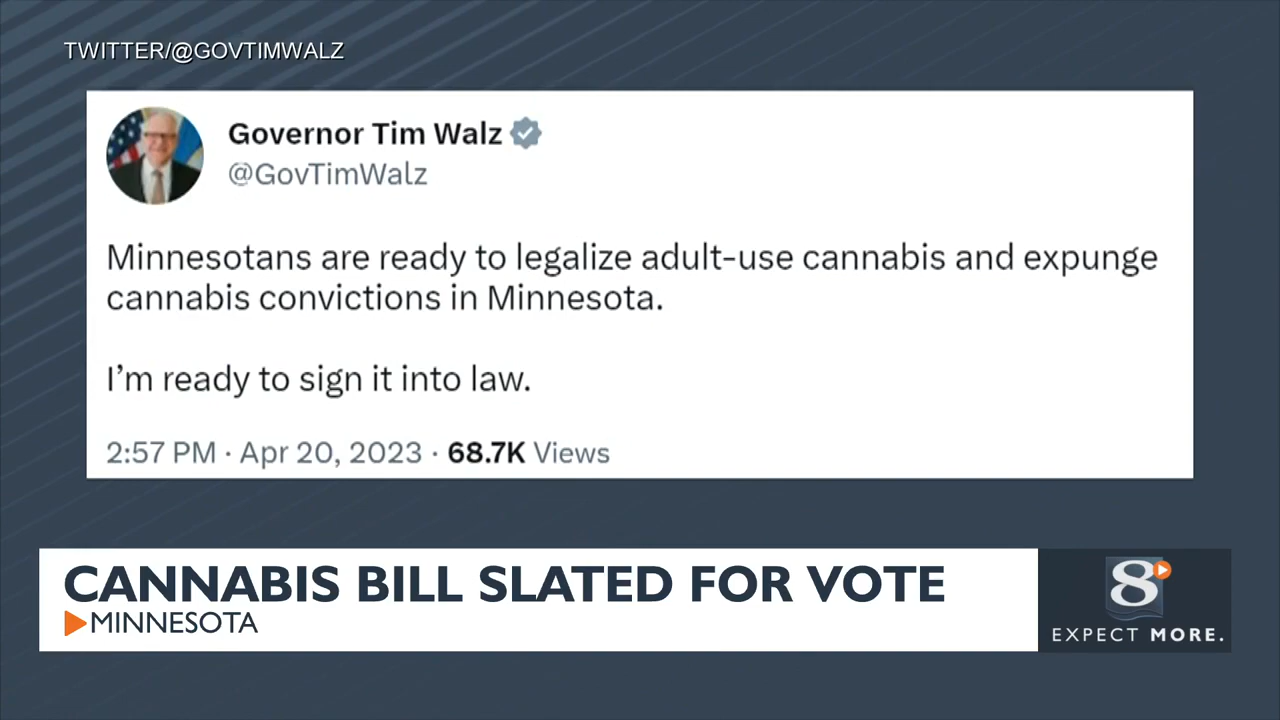 TWITTER/@GOVTIMWALZ
Governor Tim Walz
@GovTimWalz
Minnesotans are ready to legalize adult-use cannabis and expunge
cannabis convictions in Minnesota.
I'm ready to sign it into law.
2:57 PM · Apr 20, 2023 · 68.7K Views
CANNABIS BILL SLATED FOR VOTE
MINNESOTA
8
EXPECT MORE.